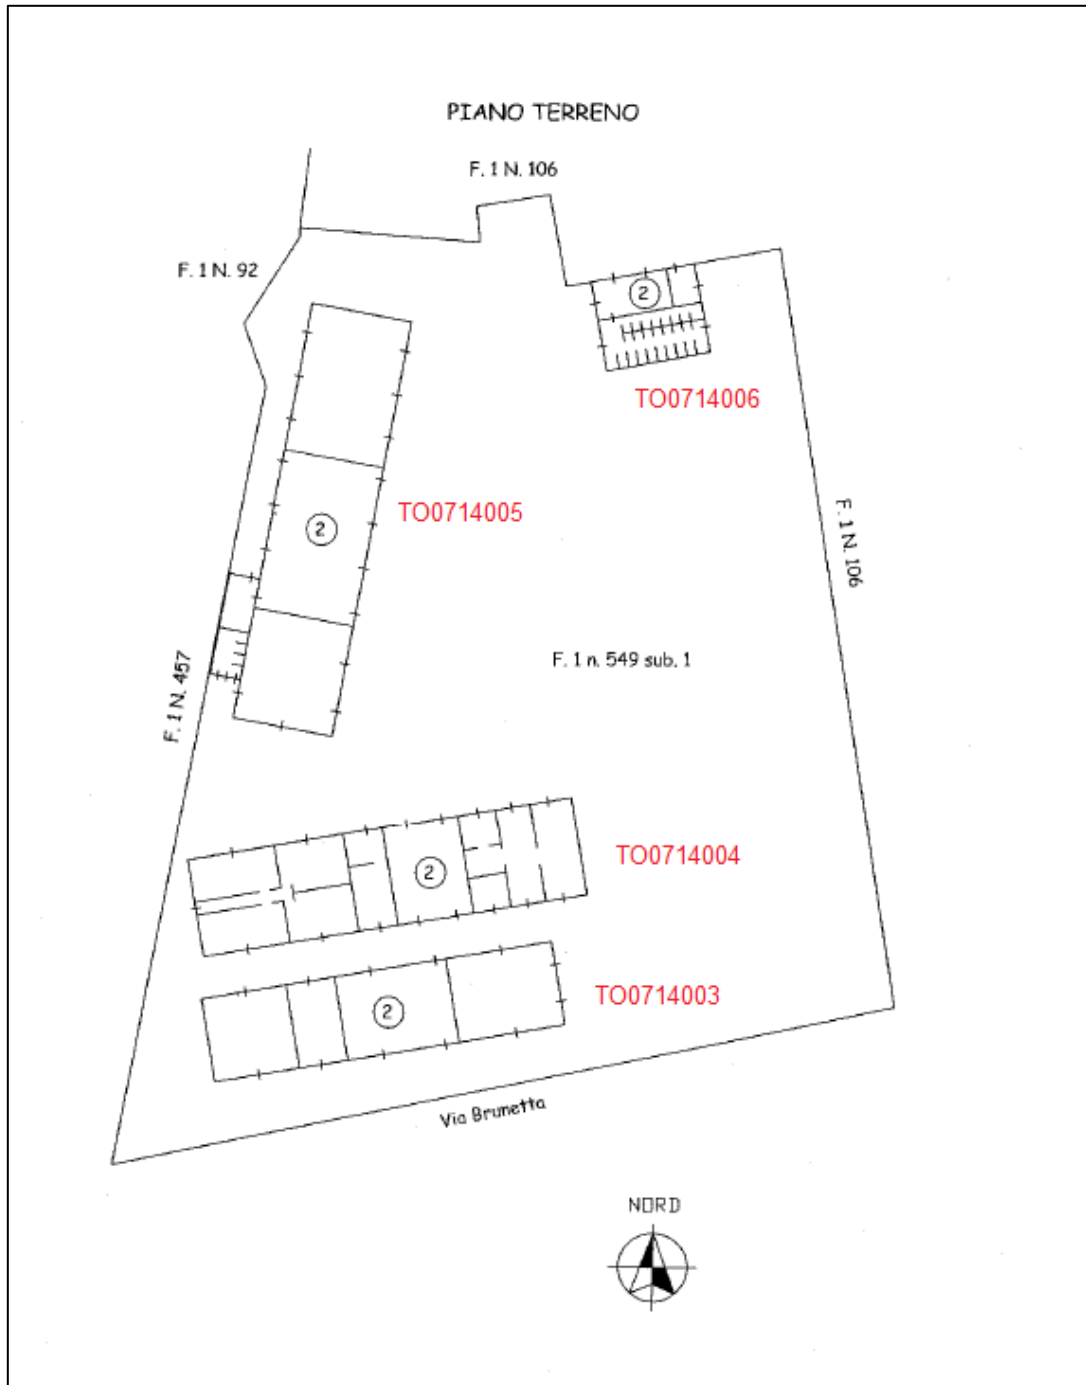 PIANO TERRENO
F. 1 N. 106
F. 1 N. 92
2
TO0714006
TO0714005
2
F. 1 N. 106
F. 1 n. 549 sub. 1
F. 1 N. 457
TO0714004
2
TO0714003
2
Via Brunetta
NORD